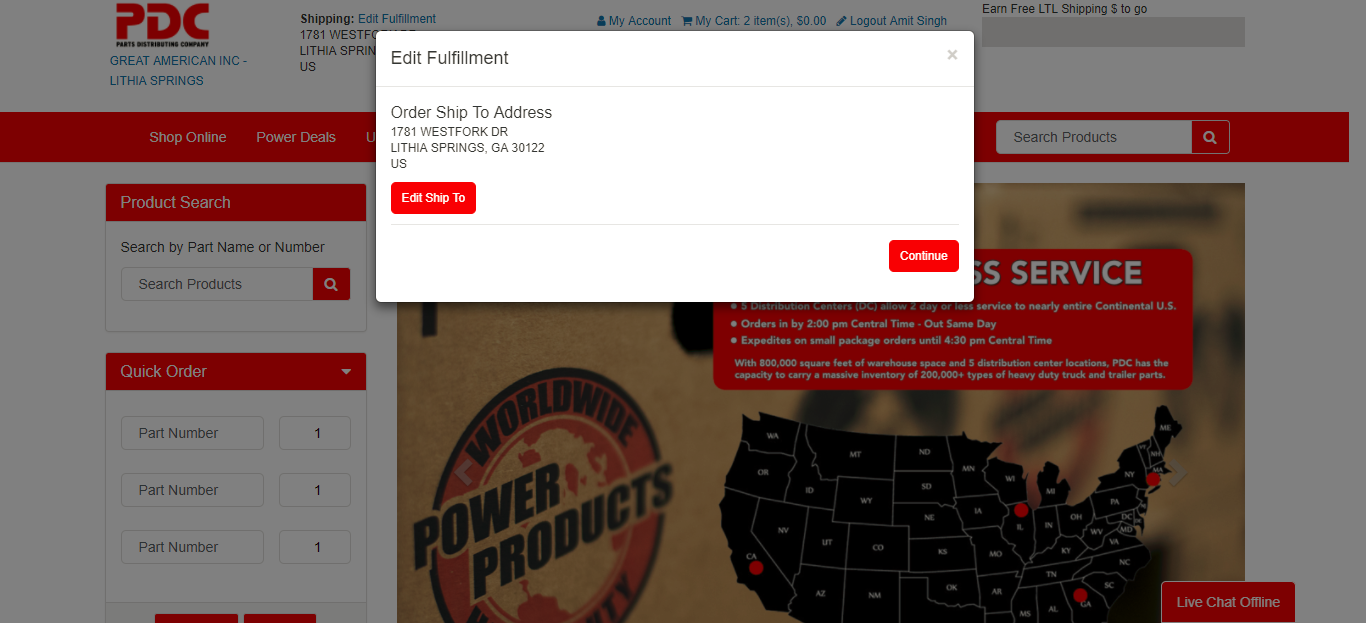 PDC
PARTS DISTRIBUTING COMPANY
GREAT AMERICAN INC -
LITHIA SPRINGS
Shipping: Edit Fulfillment
1781 WESTFORK DR
LITHIA SPRIN
US
My Account
My Cart: 2 item(s), $0.00
Logout Amit Singh
Earn Free LTL Shipping $ to go
Edit Fulfillment
×
Order Ship To Address
1781 WESTFORK DR
LITHIA SPRINGS, GA 30122
US
Edit Ship To
Continue
Shop Online
Power Deals
U
Search Products
Product Search
Search by Part Name or Number
Search Products
Quick Order
Part Number
1
Part Number
1
Part Number
1
SS SERVICE
5 Distribution Centers (DC) allow 2 day or less service to nearly entire Continental U.S.
Orders in by 2:00 pm Central Time - Out Same Day
Expedites on small package orders until 4:30 pm Central Time
With 800,000 square feet of warehouse space and 5 distribution center locations, PDC has the
capacity to carry a massive inventory of 200,000+ types of heavy duty truck and trailer parts.
WORLDWIDE
POWER
PRODUCTS
WA
OR
CA
NV
ID
MT
WY
UT
AZ
CO
NM
ND
SD
NE
KS
OK
MN
IA
MO
AR
WI
IL
MI
IN
OH
KY
TN
MS
AL
GA
SC
NC
VA
WV
PA
NY
ME
VT
NH
MA
DC
MD
Live Chat Offline